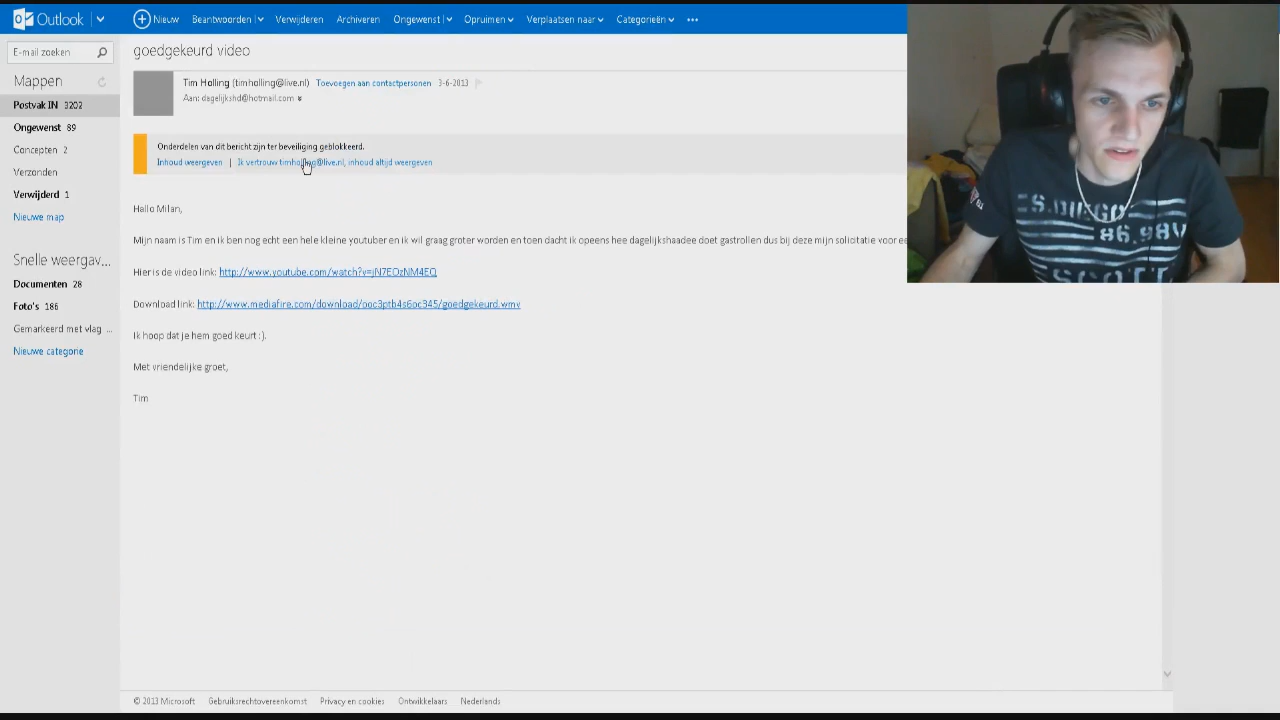 Outlook
Nieuw Beantwoorden Verwijderen Archiveren Ongewenst Opruimen Verplaatsen naar Categorieën •••
E-mail zoeken
goedgekeurd video
Mappen
Tim Holling (timholling@live.nl) Toevoegen aan contactpersonen 3-6-2013
Aan: dagelijkshd@hotmail.com
Postvak IN 3202
Ongewenst 89
Concepten 2
Verzonden
Verwijderd 1
Nieuwe map
Onderdelen van dit bericht zijn ter beveiliging geblokkeerd.
Inhoud weergeven | Ik vertrouw timholling@live.nl, inhoud altijd weergeven
Hallo Milan,
Mijn naam is Tim en ik ben nog echt een hele kleine youtuber en ik wil graag groter worden en toen dacht ik opeens hee dagelijkshaadee doet gastrollen dus bij deze mijn solicitatie voor ee
Snelle weergav...
Documenten 28
Foto's 186
Gemarkeerd met vlag ...
Nieuwe categorie
Hier is de video link: http://www.youtube.com/watch?v=jN7EOzNM4EQ
Download link: http://www.mediafire.com/download/ooc3ptb4s6oc345/goedgekeurd.wmv
Ik hoop dat je hem goed keurt :).
Met vriendelijke groet,
Tim
S.DIEGO
86.98V
SCOTT
© 2013 Microsoft Gebruiksrechtovereenkomst Privacy en cookies Ontwikkelaars Nederlands